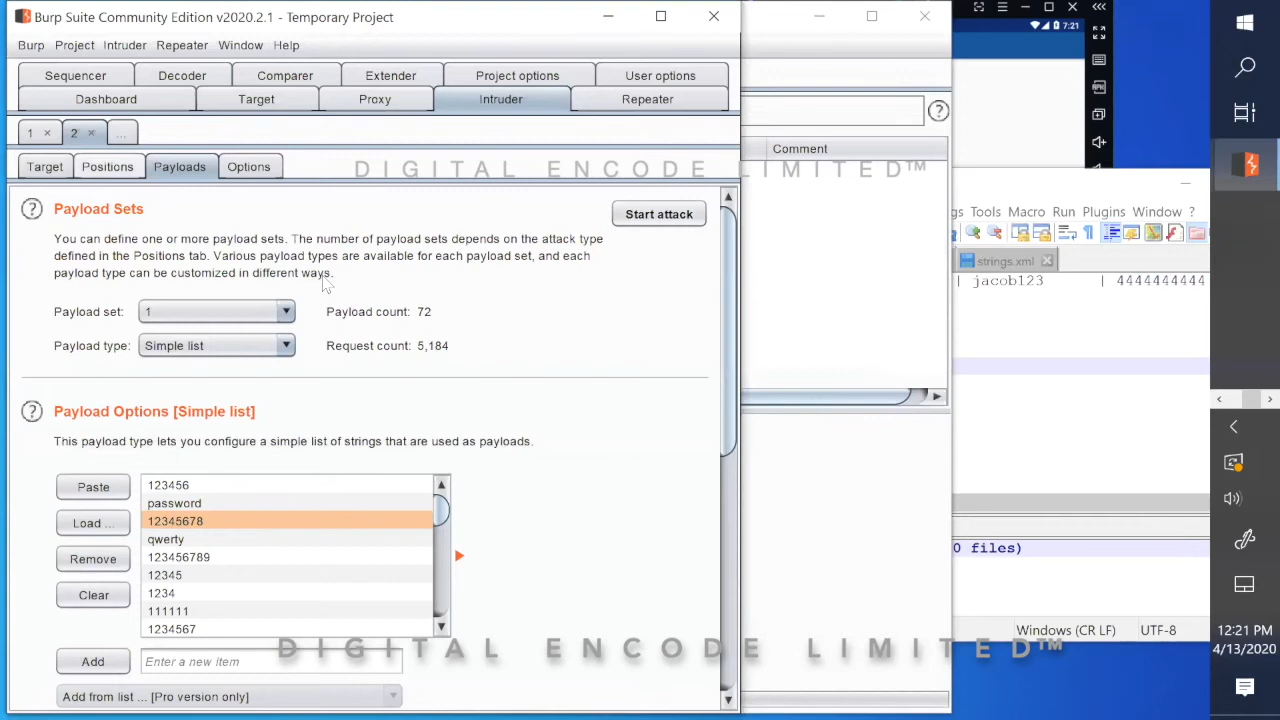 Burp Suite Community Edition v2020.2.1 - Temporary Project
Burp Project Intruder Repeater Window Help
Sequencer Decoder Comparer Extender Project options User options
Dashboard Target Proxy Intruder Repeater
1 × 2 × ...
Target Positions Payloads Options
DIGITAL ENCODE LIMITED™
Payload Sets
Start attack
You can define one or more payload sets. The number of payload sets depends on the attack type
defined in the Positions tab. Various payload types are available for each payload set, and each
payload type can be customized in different ways.
Payload set: 1 Payload count: 72
Payload type: Simple list Request count: 5,184
Payload Options [Simple list]
This payload type lets you configure a simple list of strings that are used as payloads.
Paste
Load ...
Remove
Clear
123456
password
12345678
qwerty
123456789
12345
1234
111111
1234567
Add Enter a new item
Add from list ... [Pro version only]
DIGITAL ENCODE LIMITED™
Comment
7:21
gs Tools Macro Run Plugins Window ?
strings.xml
| jacob123 | 4444444444
0 files)
Windows (CR LF) UTF-8
12:21 PM
4/13/2020